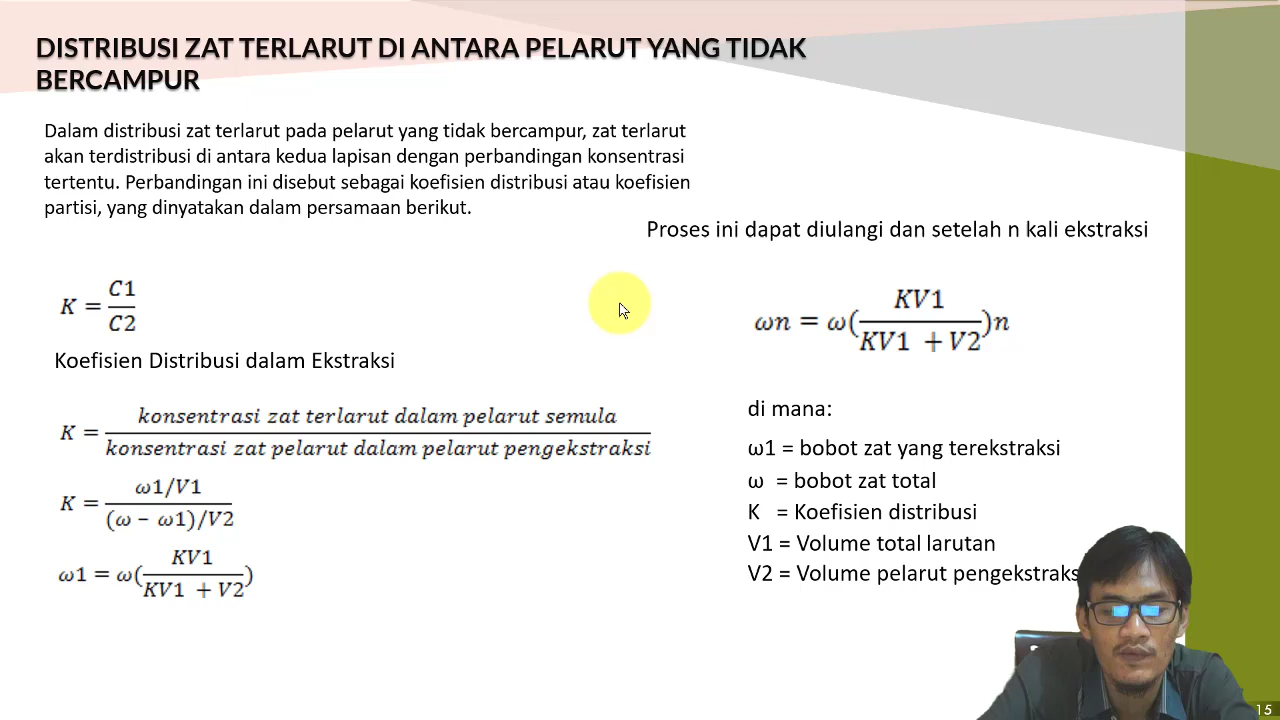 DISTRIBUSI ZAT TERLARUT DI ANTARA PELARUT YANG TIDAK
BERCAMPUR
Dalam distribusi zat terlarut pada pelarut yang tidak bercampur, zat terlarut
akan terdistribusi di antara kedua lapisan dengan perbandingan konsentrasi
tertentu. Perbandingan ini disebut sebagai koefisien distribusi atau koefisien
partisi, yang dinyatakan dalam persamaan berikut.
K = C1/C2
Koefisien Distribusi dalam Ekstraksi
K = konsentrasi zat terlarut dalam pelarut semula
konsentrasi zat pelarut dalam pelarut pengekstraksi
K = ω1/V1
(ω − ω1)/V2
ω1 = ω(KV1
KV1 + V2)
Proses ini dapat diulangi dan setelah n kali ekstraksi
ωn = ω(KV1
KV1 + V2)n
di mana:
ω1 = bobot zat yang terekstraksi
ω = bobot zat total
K = Koefisien distribusi
V1 = Volume total larutan
V2 = Volume pelarut pengekstraks
15